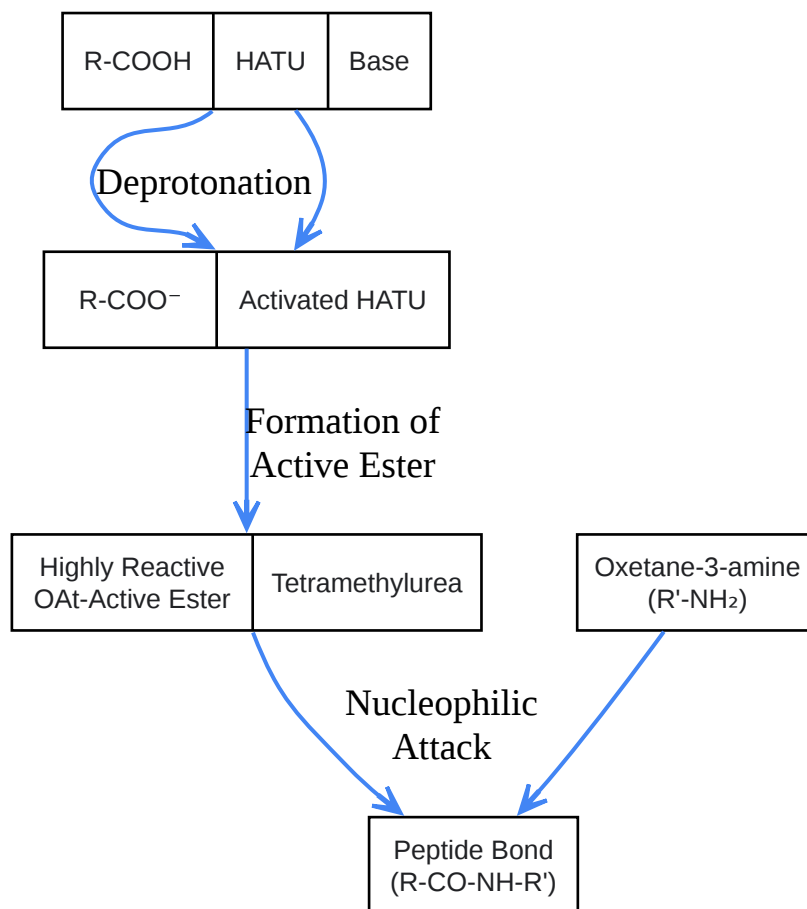 R-COOH
HATU
Base
Deprotonation
R-COO⁻
Activated HATU
Formation of
Active Ester
Highly Reactive
OAt-Active Ester
Tetramethylurea
Oxetane-3-amine
(R'-NH₂)
Nucleophilic
Attack
Peptide Bond
(R-CO-NH-R')